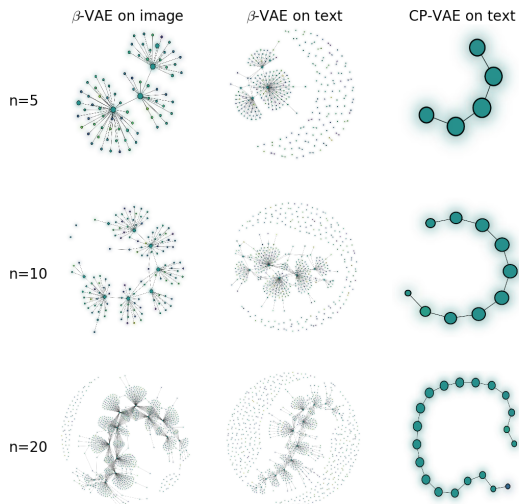 β-VAE on image
β-VAE on text
CP-VAE on text
n=5
n=10
n=20